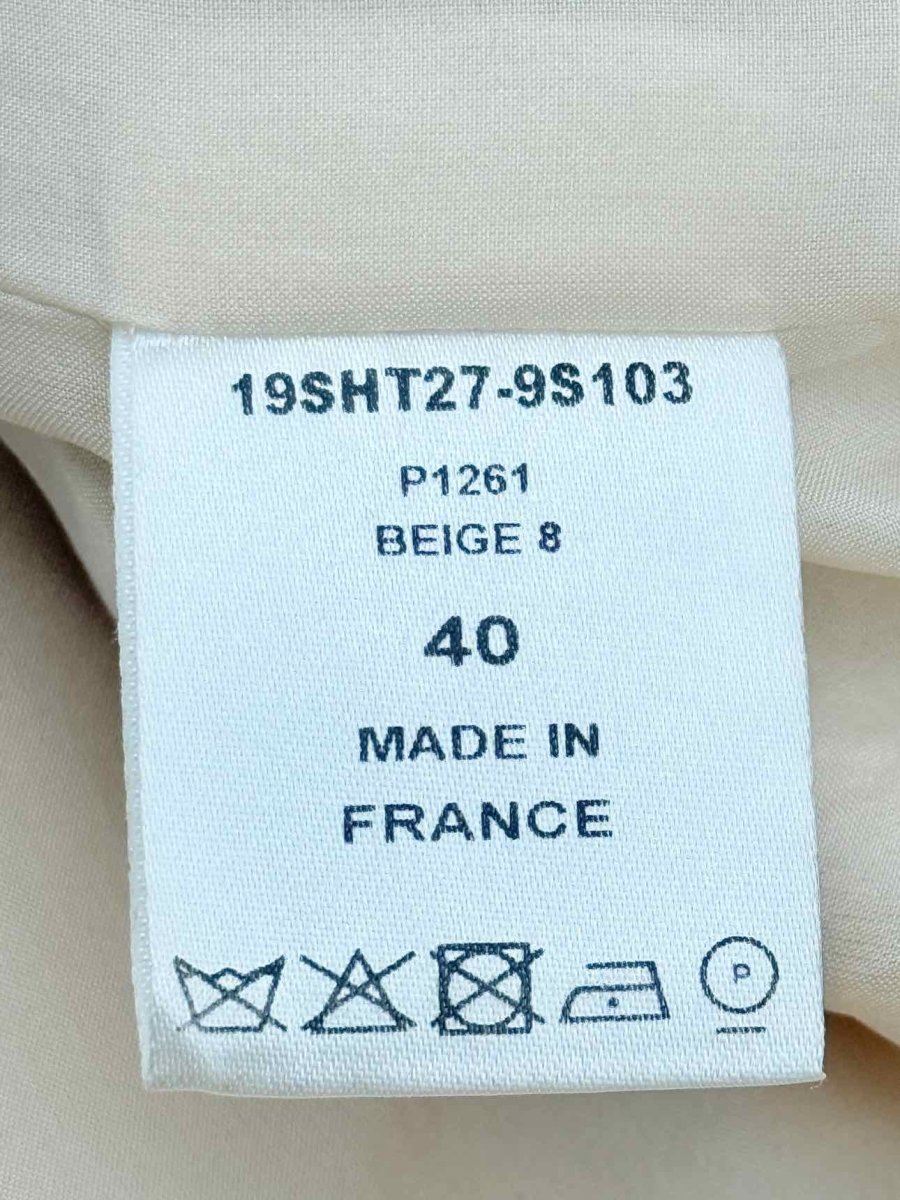 19SHT27-9S103
P1261
BEIGE 8
40
MADE IN
FRANCE
P